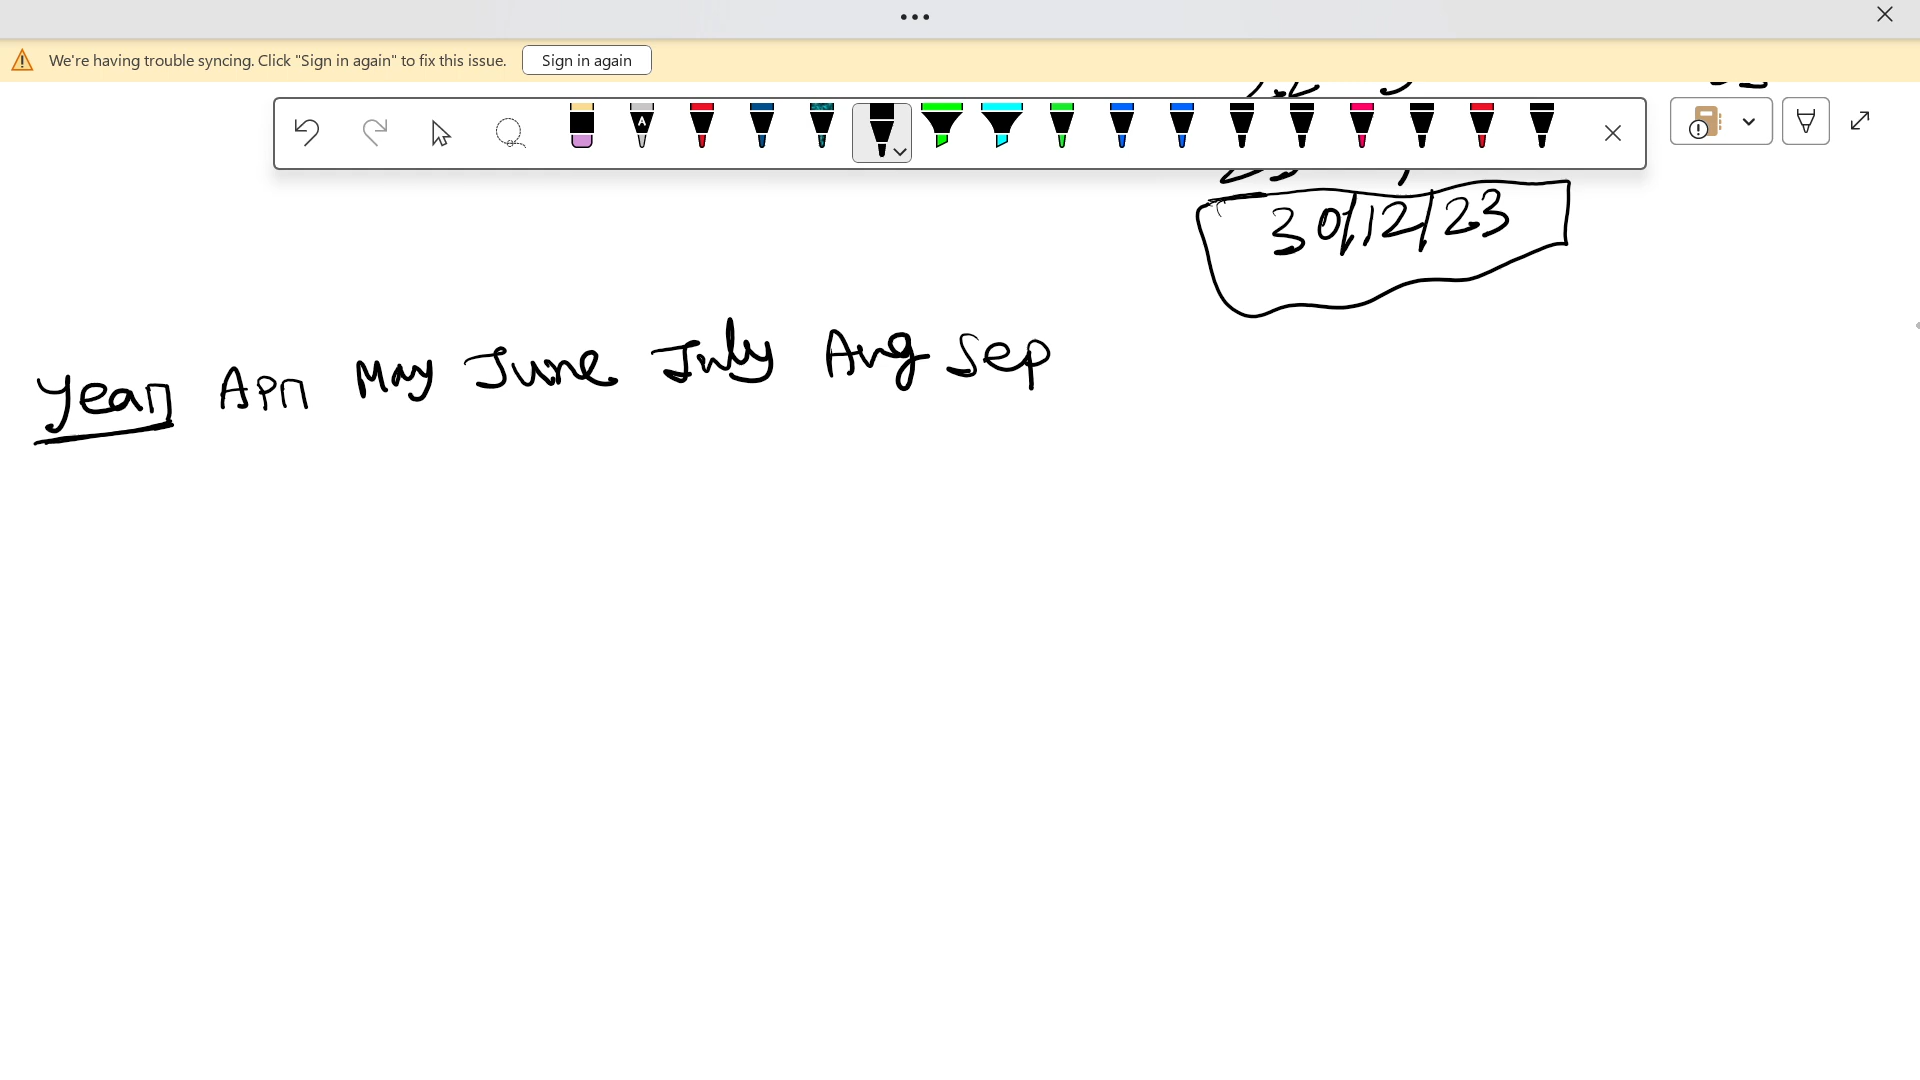 We're having trouble syncing. Click "Sign in again" to fix this issue. Sign in again
30/12/23
Year Apr May June July Aug Sep